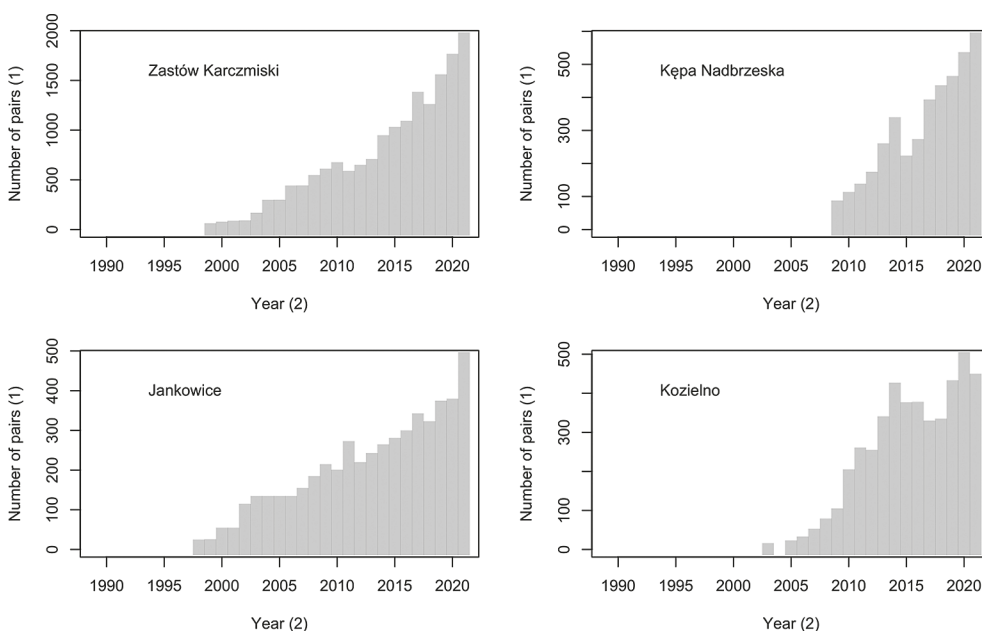 Zastów Karczmiski
Number of pairs (1)
2000
1500
1000
500
0
1990 1995 2000 2005 2010 2015 2020
Year (2)
Kępa Nadbrzeska
Number of pairs (1)
500
300
100
0
1990 1995 2000 2005 2010 2015 2020
Year (2)
Jankowice
Number of pairs (1)
500
400
300
200
100
0
1990 1995 2000 2005 2010 2015 2020
Year (2)
Kozielno
Number of pairs (1)
500
300
100
0
1990 1995 2000 2005 2010 2015 2020
Year (2)